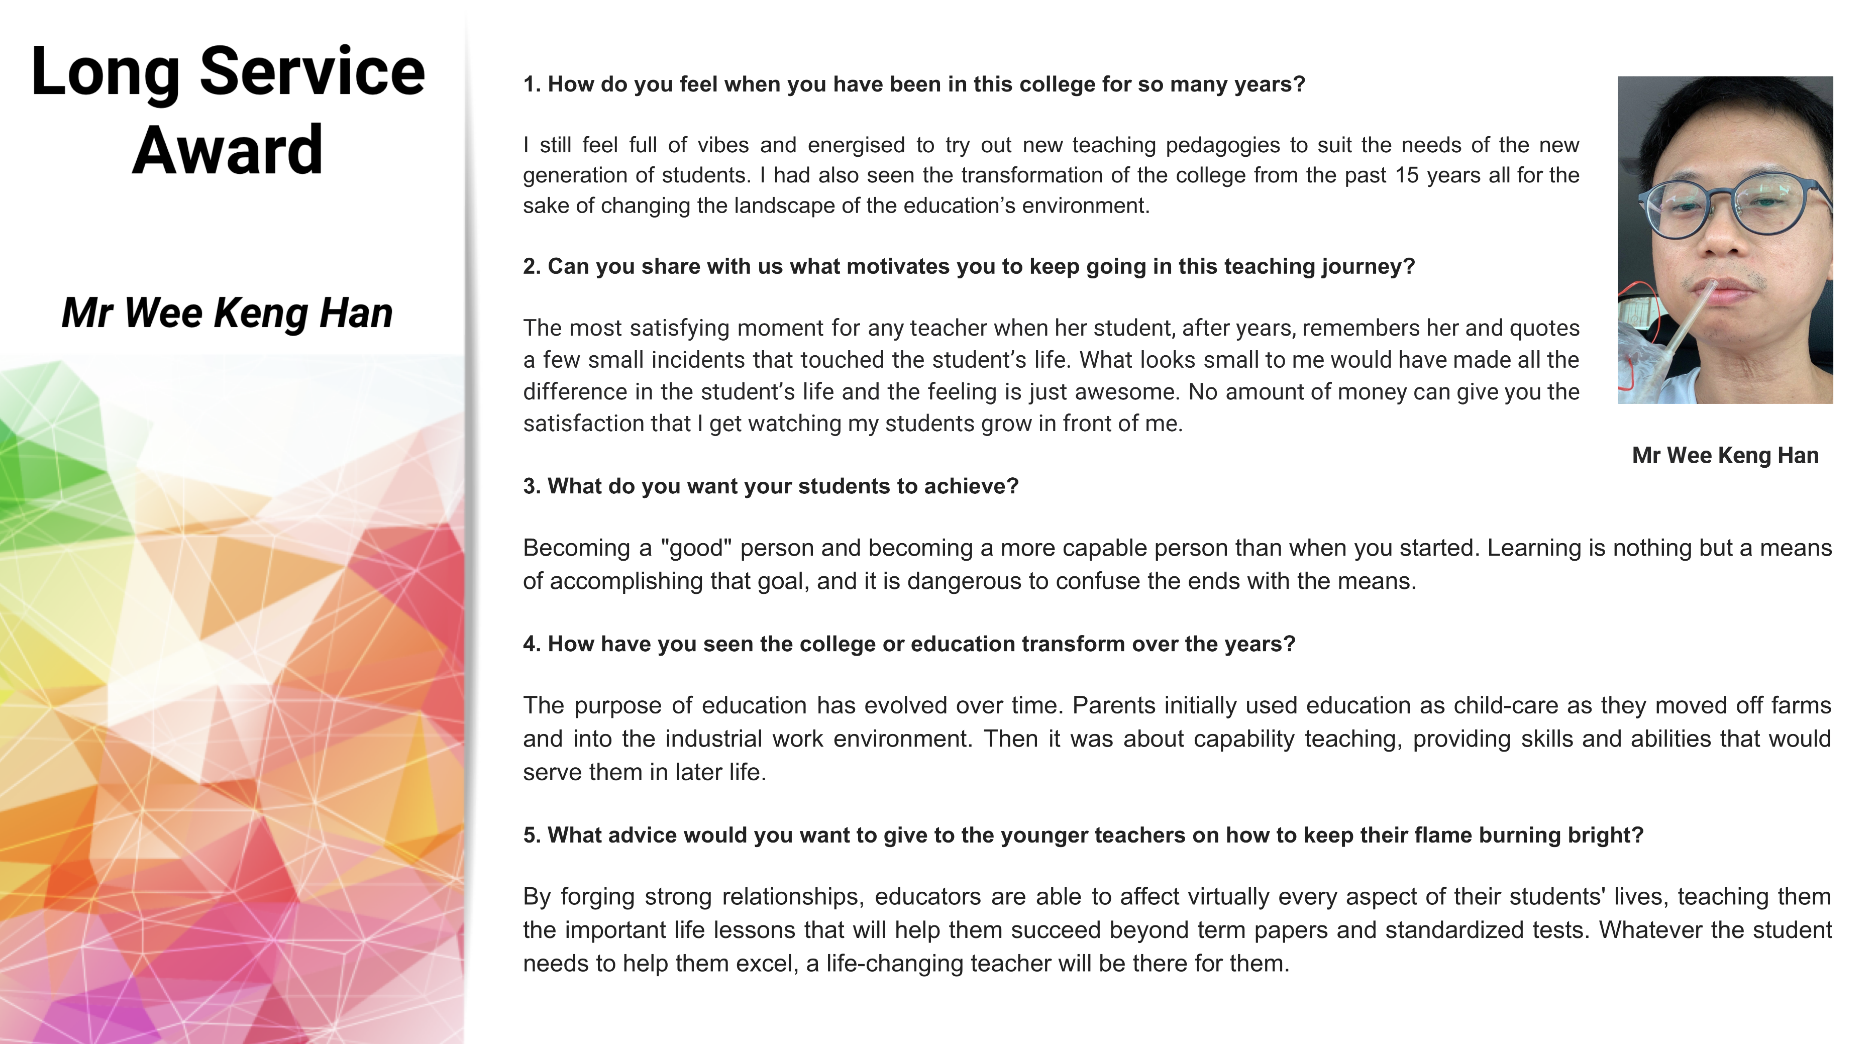 Long Service
Award
Mr Wee Keng Han
1. How do you feel when you have been in this college for so many years?
I still feel full of vibes and energised to try out new teaching pedagogies to suit the needs of the new
generation of students. I had also seen the transformation of the college from the past 15 years all for the
sake of changing the landscape of the education’s environment.
2. Can you share with us what motivates you to keep going in this teaching journey?
The most satisfying moment for any teacher when her student, after years, remembers her and quotes
a few small incidents that touched the student’s life. What looks small to me would have made all the
difference in the student’s life and the feeling is just awesome. No amount of money can give you the
satisfaction that I get watching my students grow in front of me.
Mr Wee Keng Han
3. What do you want your students to achieve?
Becoming a "good" person and becoming a more capable person than when you started. Learning is nothing but a means
of accomplishing that goal, and it is dangerous to confuse the ends with the means.
4. How have you seen the college or education transform over the years?
The purpose of education has evolved over time. Parents initially used education as child-care as they moved off farms
and into the industrial work environment. Then it was about capability teaching, providing skills and abilities that would
serve them in later life.
5. What advice would you want to give to the younger teachers on how to keep their flame burning bright?
By forging strong relationships, educators are able to affect virtually every aspect of their students' lives, teaching them
the important life lessons that will help them succeed beyond term papers and standardized tests. Whatever the student
needs to help them excel, a life-changing teacher will be there for them.